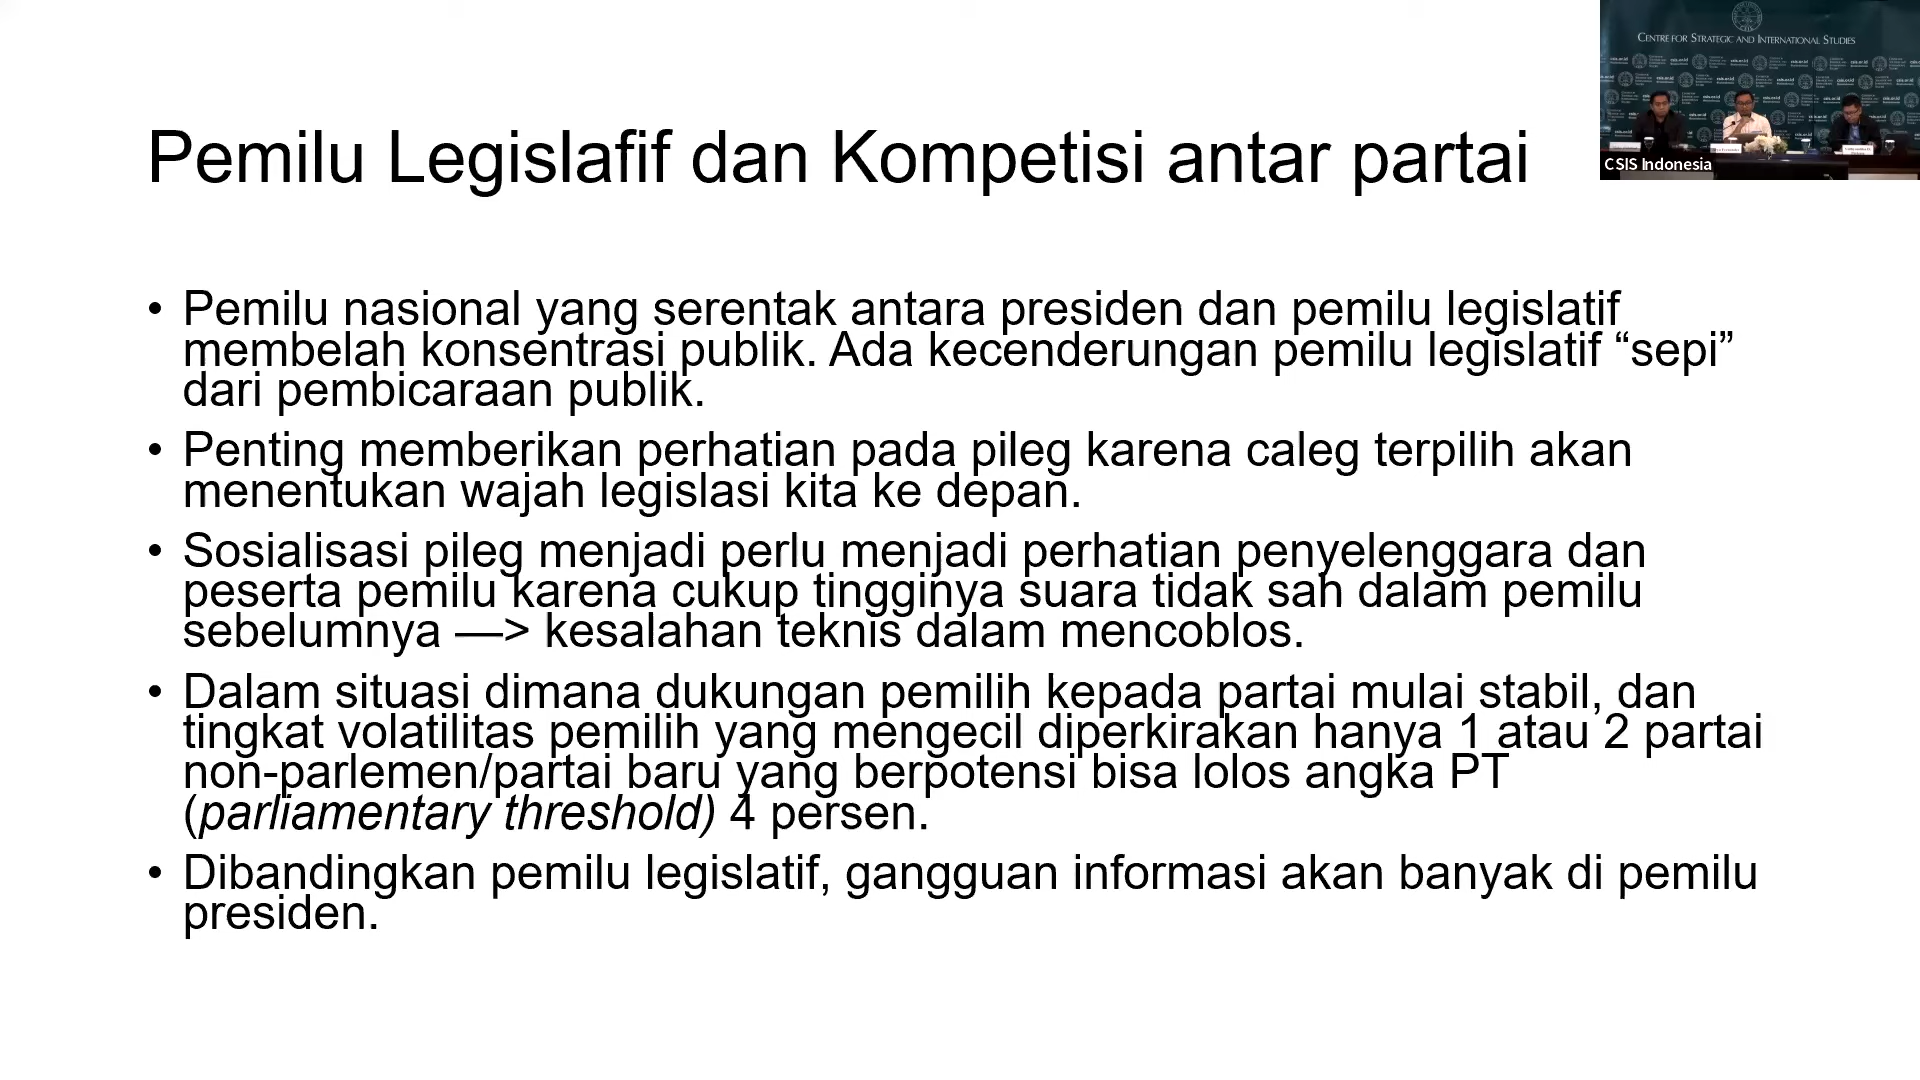 CENTRE FOR STRATEGIC AND INTERNATIONAL STUDIES
CSIS Indonesia
Pemilu Legislafif dan Kompetisi antar partai
• Pemilu nasional yang serentak antara presiden dan pemilu legislatif
membelah konsentrasi publik. Ada kecenderungan pemilu legislatif “sepi”
dari pembicaraan publik.
• Penting memberikan perhatian pada pileg karena caleg terpilih akan
menentukan wajah legislasi kita ke depan.
• Sosialisasi pileg menjadi perlu menjadi perhatian penyelenggara dan
peserta pemilu karena cukup tingginya suara tidak sah dalam pemilu
sebelumnya —> kesalahan teknis dalam mencoblos.
• Dalam situasi dimana dukungan pemilih kepada partai mulai stabil, dan
tingkat volatilitas pemilih yang mengecil diperkirakan hanya 1 atau 2 partai
non-parlemen/partai baru yang berpotensi bisa lolos angka PT
(parliamentary threshold) 4 persen.
• Dibandingkan pemilu legislatif, gangguan informasi akan banyak di pemilu
presiden.